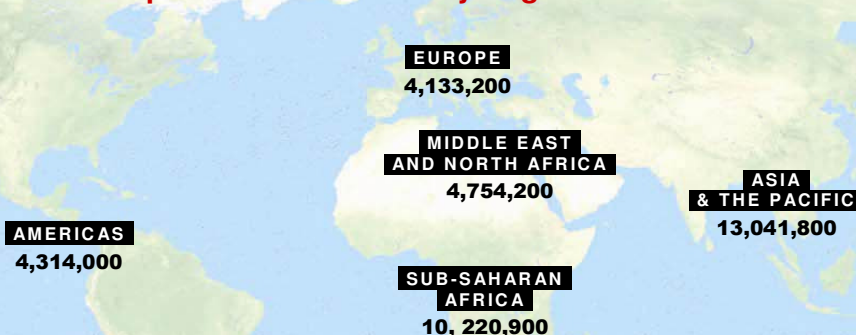 EUROPE
4,133,200
MIDDLE EAST
AND NORTH AFRICA
4,754,200
ASIA
& THE PACIFIC
13,041,800
AMERICAS
4,314,000
SUB-SAHARAN
AFRICA
10, 220,900